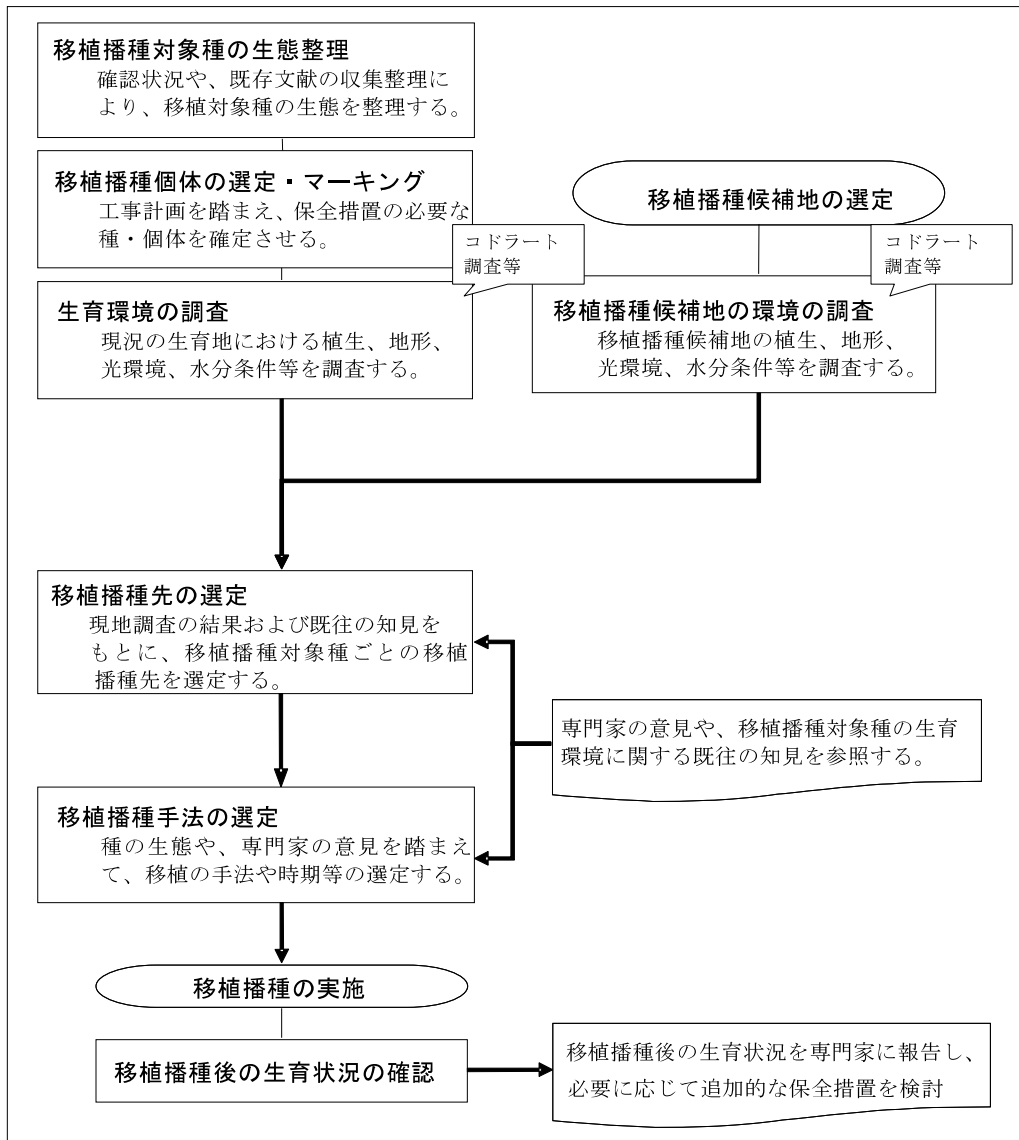 移植播種対象種の生態整理
確認状況や、既存文献の収集整理に
より、移植対象種の生態を整理する。
移植播種個体の選定・マーキング
工事計画を踏まえ、保全措置の必要な
種・個体を確定させる。
移植播種候補地の選定
コドラート
調査等
コドラート
調査等
生育環境の調査
現況の生育地における植生、地形、
光環境、水分条件等を調査する。
移植播種候補地の環境の調査
移植播種候補地の植生、地形、
光環境、水分条件等を調査する。
移植播種先の選定
現地調査の結果および既往の知見を
もとに、移植播種対象種ごとの移植
播種先を選定する。
専門家の意見や、移植播種対象種の生育
環境に関する既往の知見を参照する。
移植播種手法の選定
種の生態や、専門家の意見を踏まえ
て、移植の手法や時期等の選定する。
移植播種の実施
移植播種後の生育状況の確認
移植播種後の生育状況を専門家に報告し、
必要に応じて追加的な保全措置を検討